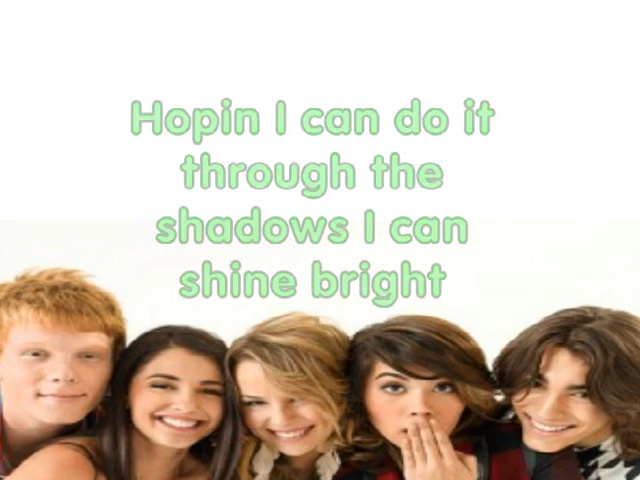 Hopin I can do it
through the
shadows I can
shine bright